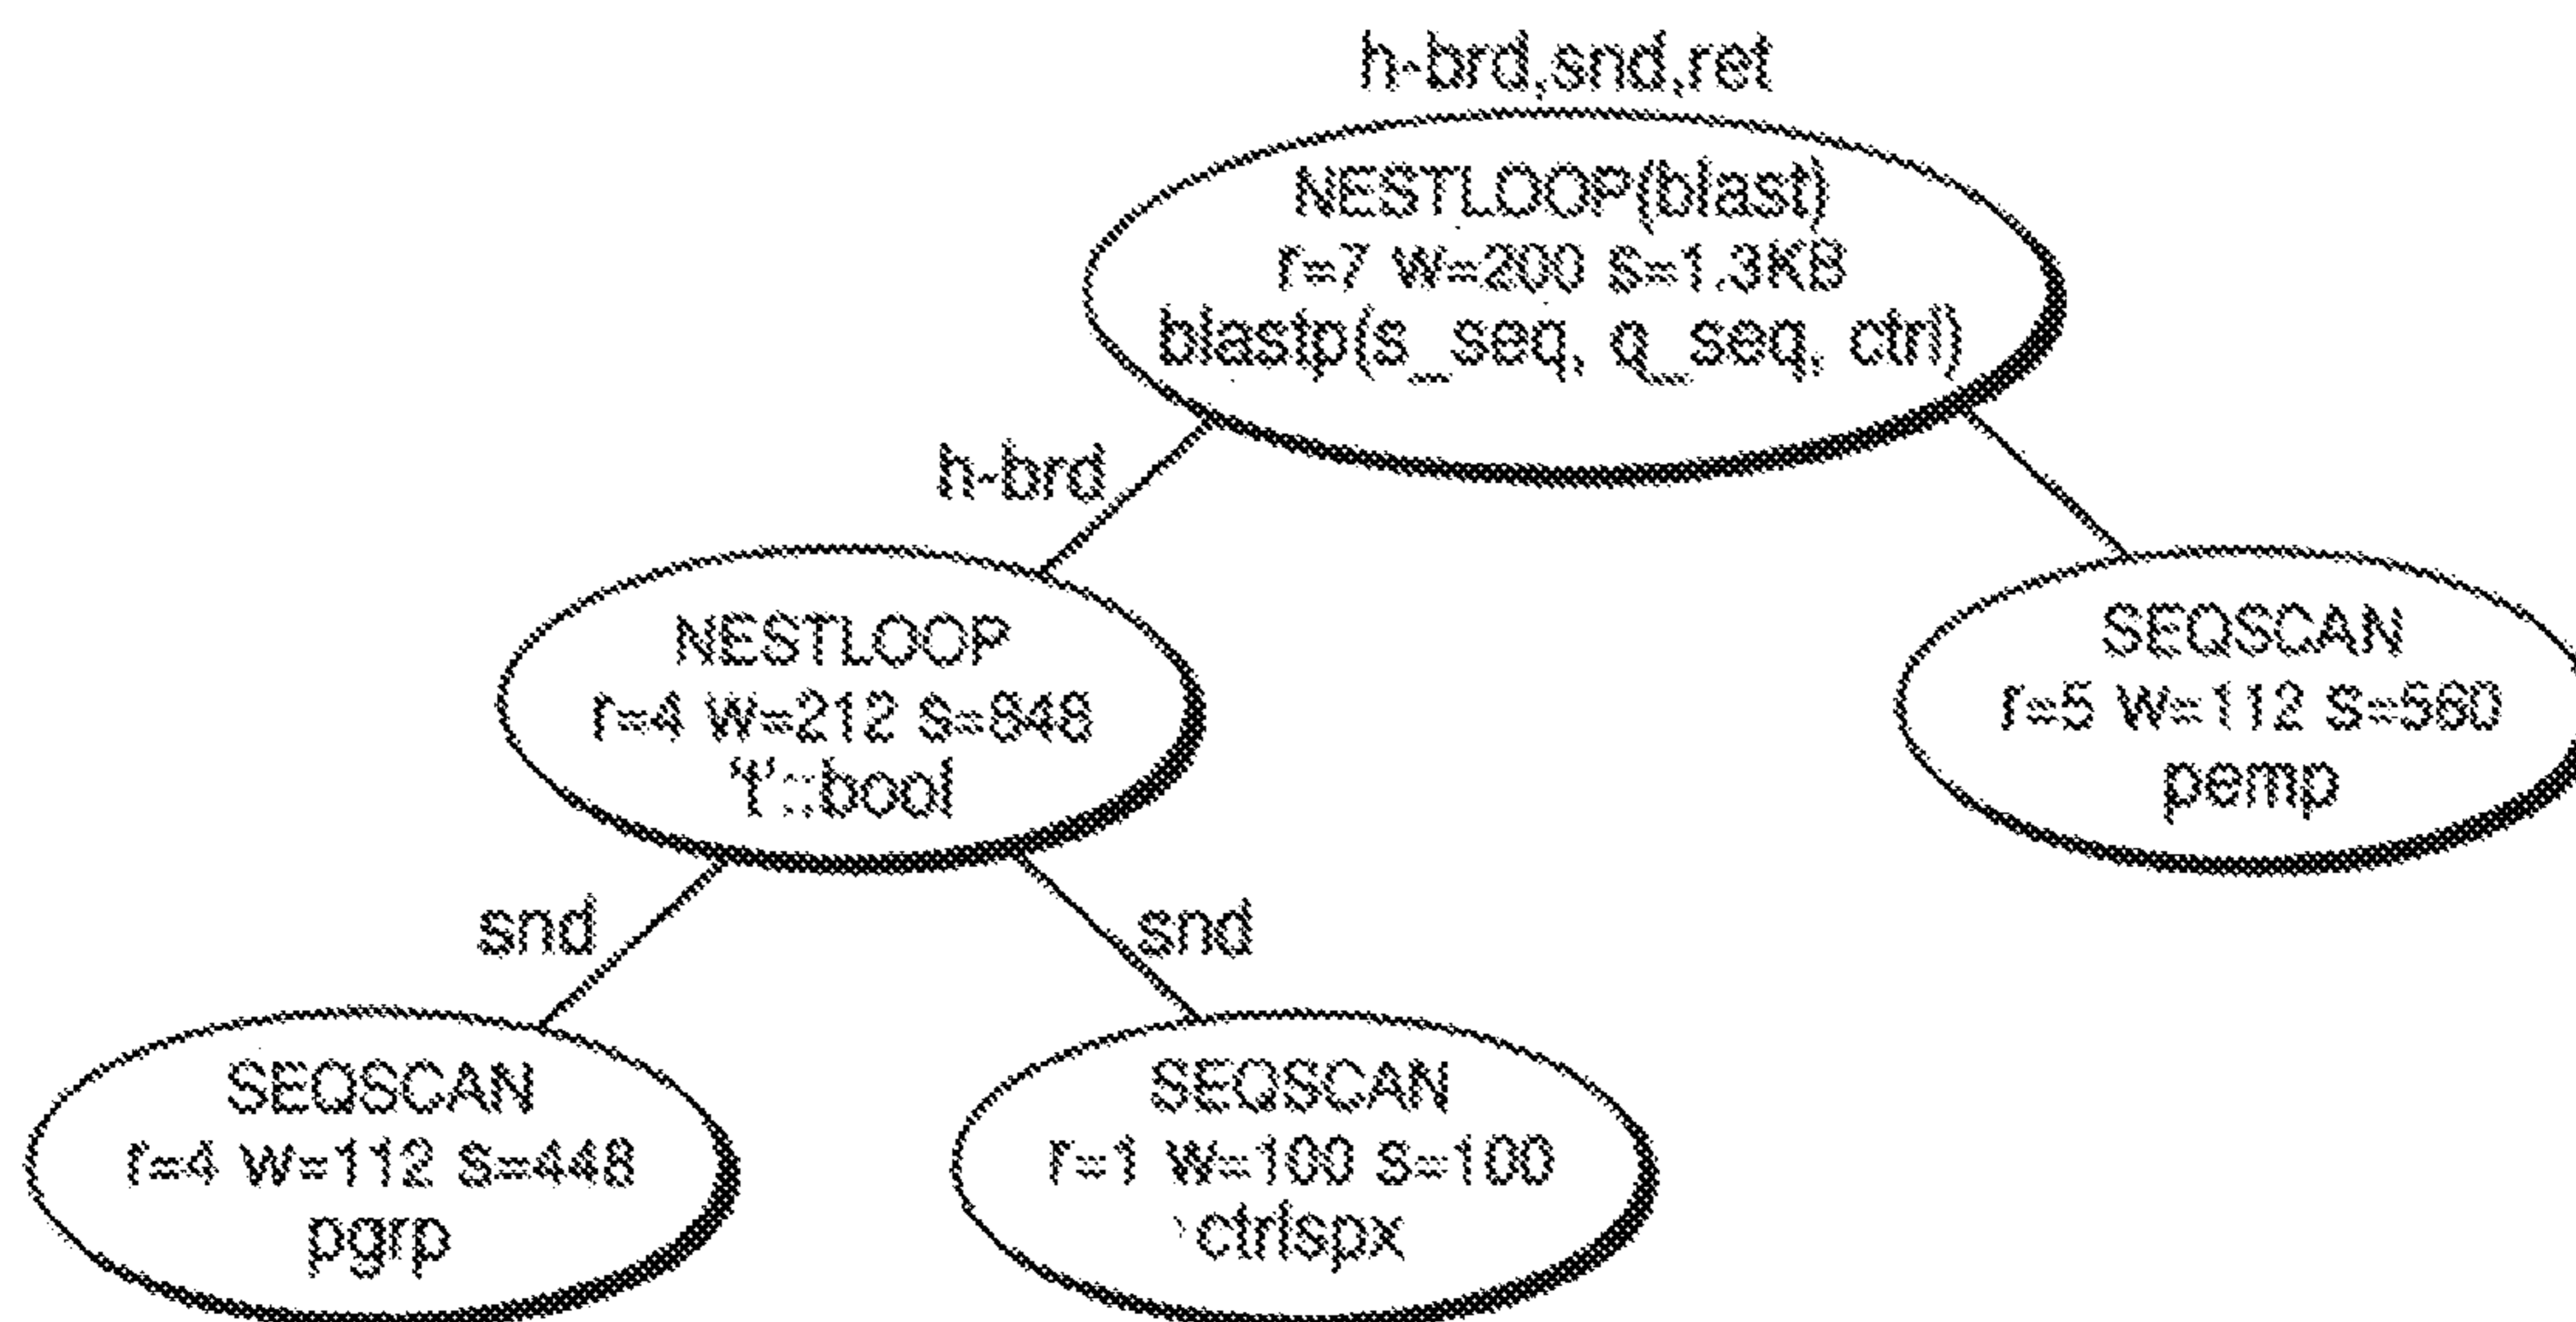 h-brd,snd,ret
NESTLOOP(blast)
r=7 w=200 s=1.3KB
blastp(s_seq, q_seq, ctrl)
h-brd
NESTLOOP
r=4 w=212 s=848
't'::bool
SEQSCAN
r=5 w=112 s=560
pemp
snd
snd
SEQSCAN
r=4 w=112 s=448
pgrp
SEQSCAN
r=1 w=100 s=100
ctrlspx